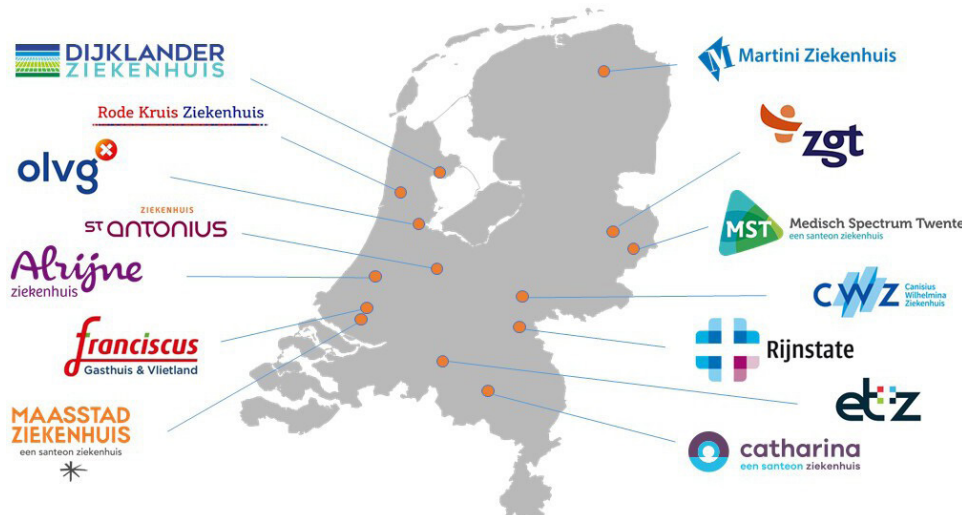 DIJKLANDER
ZIEKENHUIS
Rode Kruis Ziekenhuis
olvg
ZIEKENHUIS
ST ANTONIUS
Alrijne
ziekenhuis
franciscus
Gasthuis & Vlietland
MAASSTAD
ZIEKENHUIS
een santeon ziekenhuis
M Martini Ziekenhuis
zgt
MST Medisch Spectrum Twente
een santeon ziekenhuis
CWZ Canisius
Wilhelmina
Ziekenhuis
Rijnstate
etz
catharina
een santeon ziekenhuis